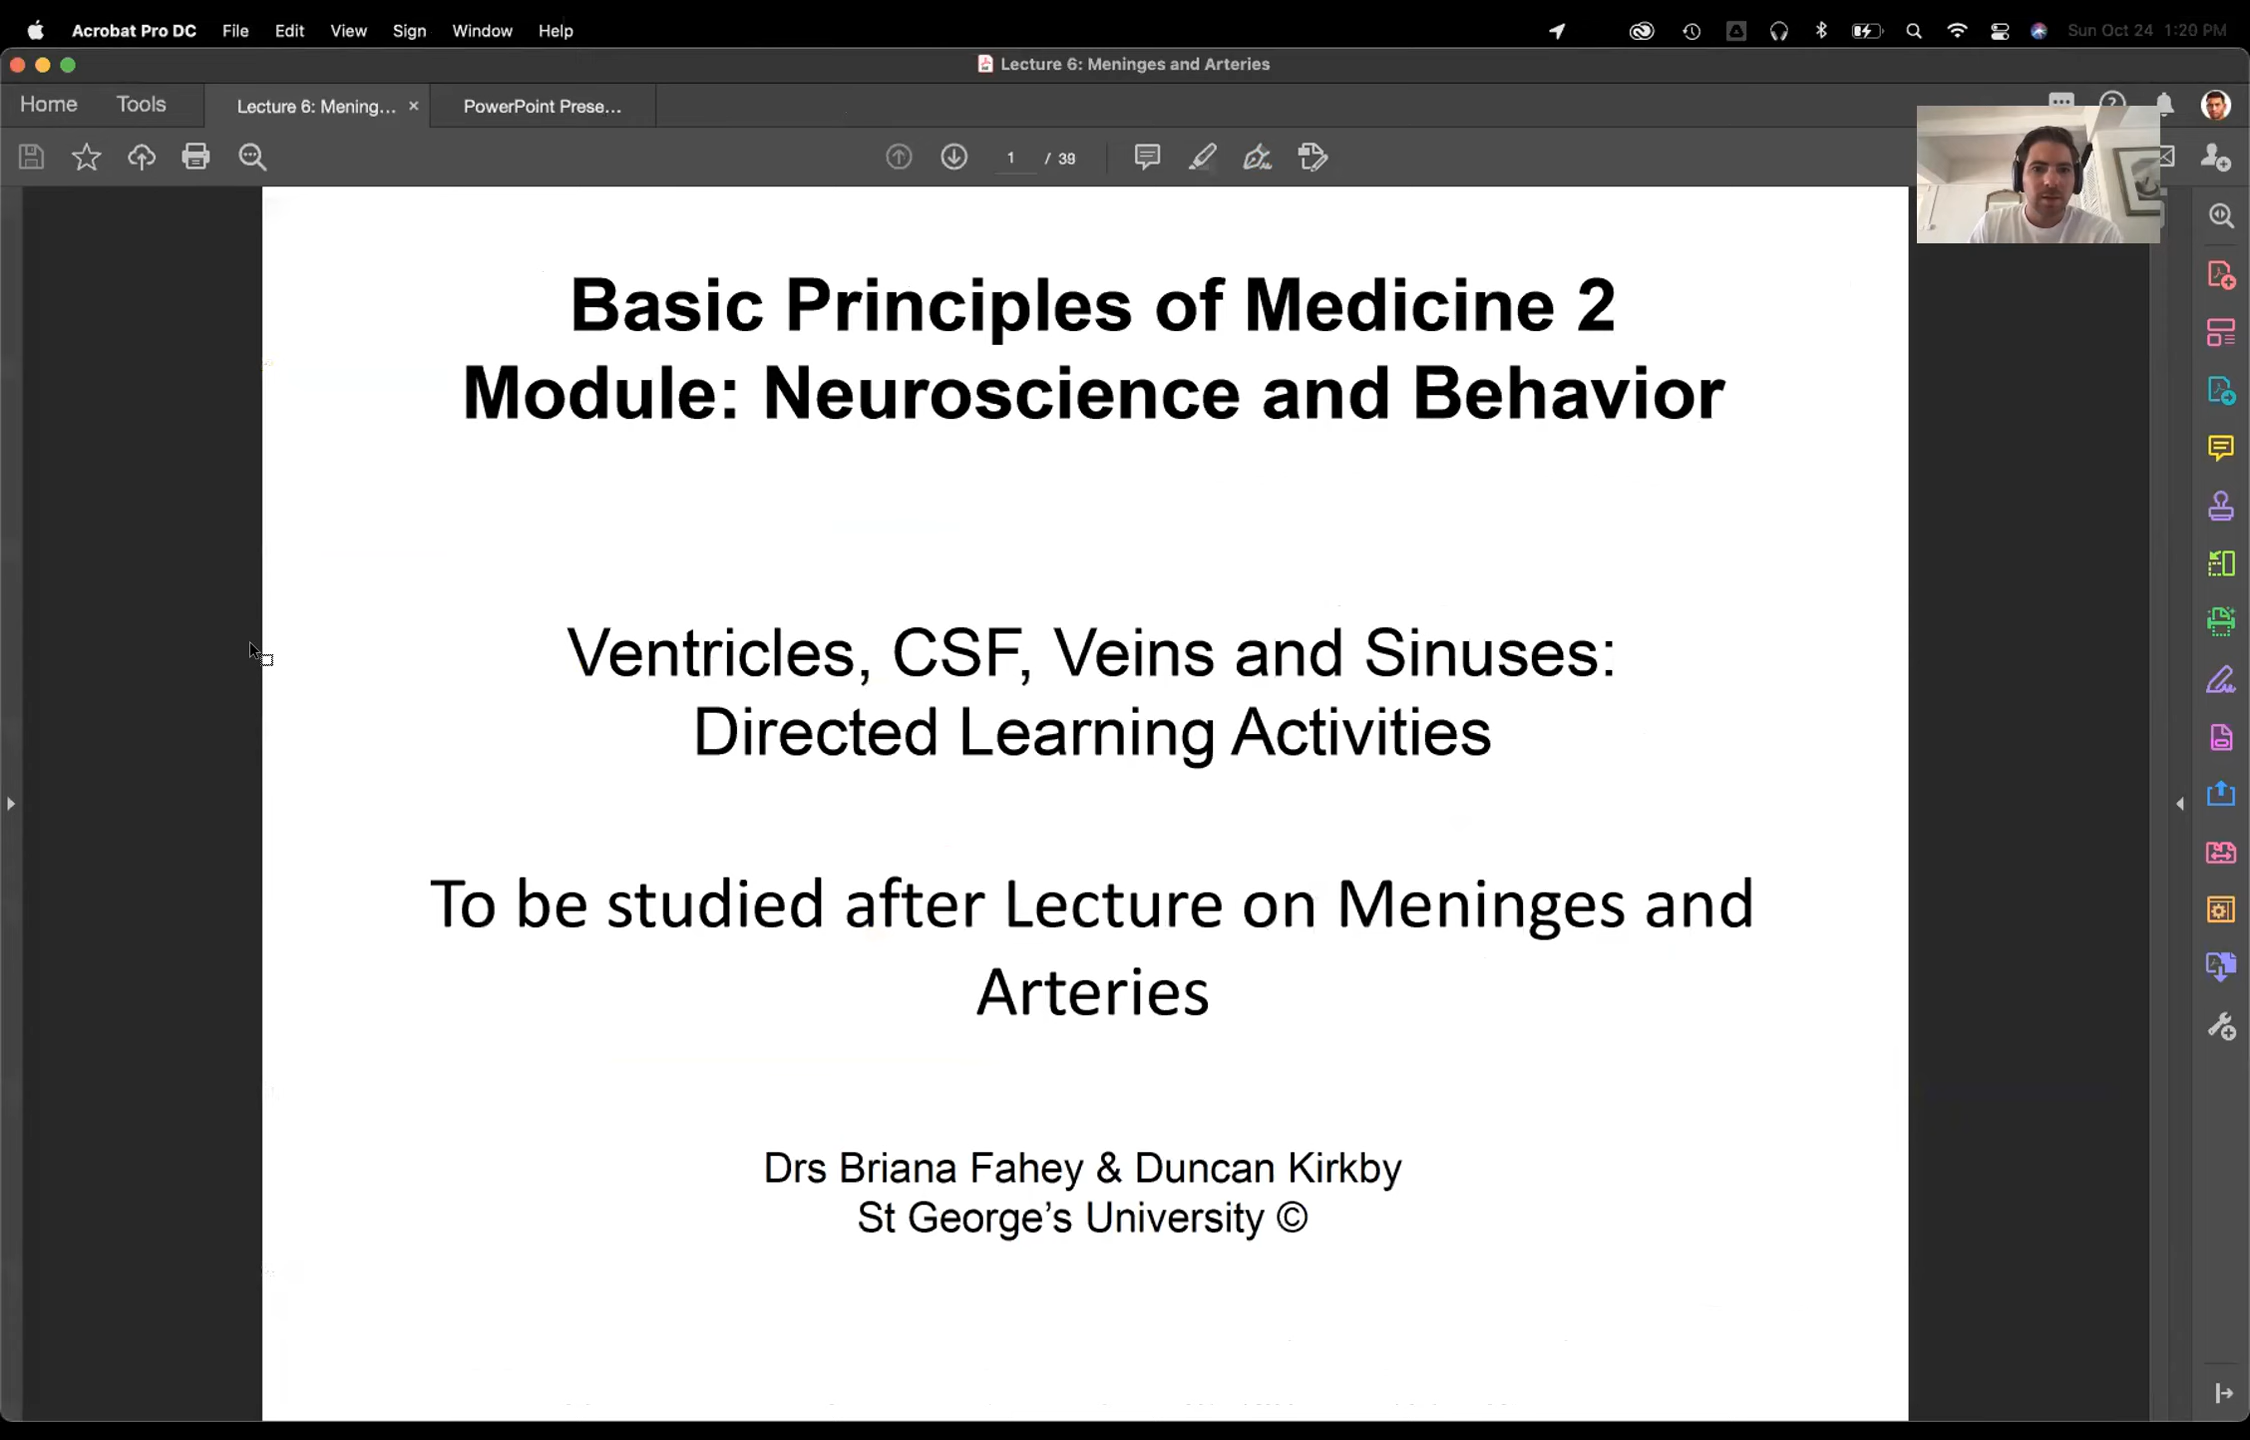 Acrobat Pro DC File Edit View Sign Window Help Sun Oct 24 1:20 PM
Lecture 6: Meninges and Arteries
Home Tools Lecture 6: Mening... × PowerPoint Prese...
1 / 39
Basic Principles of Medicine 2
Module: Neuroscience and Behavior
Ventricles, CSF, Veins and Sinuses:
Directed Learning Activities
To be studied after Lecture on Meninges and
Arteries
Drs Briana Fahey & Duncan Kirkby
St George’s University ©